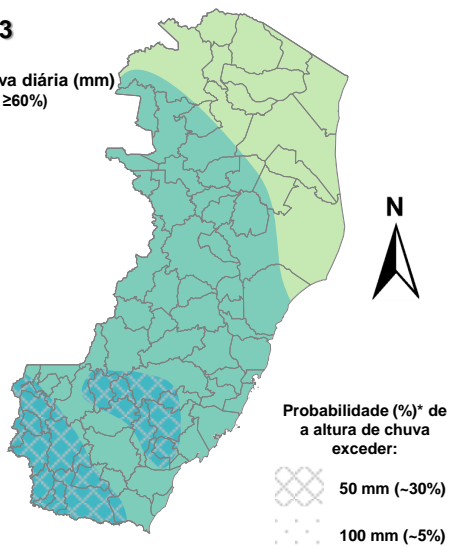 3
va diária (mm)
≥60%)
N
Probabilidade (%)* de
a altura de chuva
exceder:
50 mm (~30%)
100 mm (~5%)